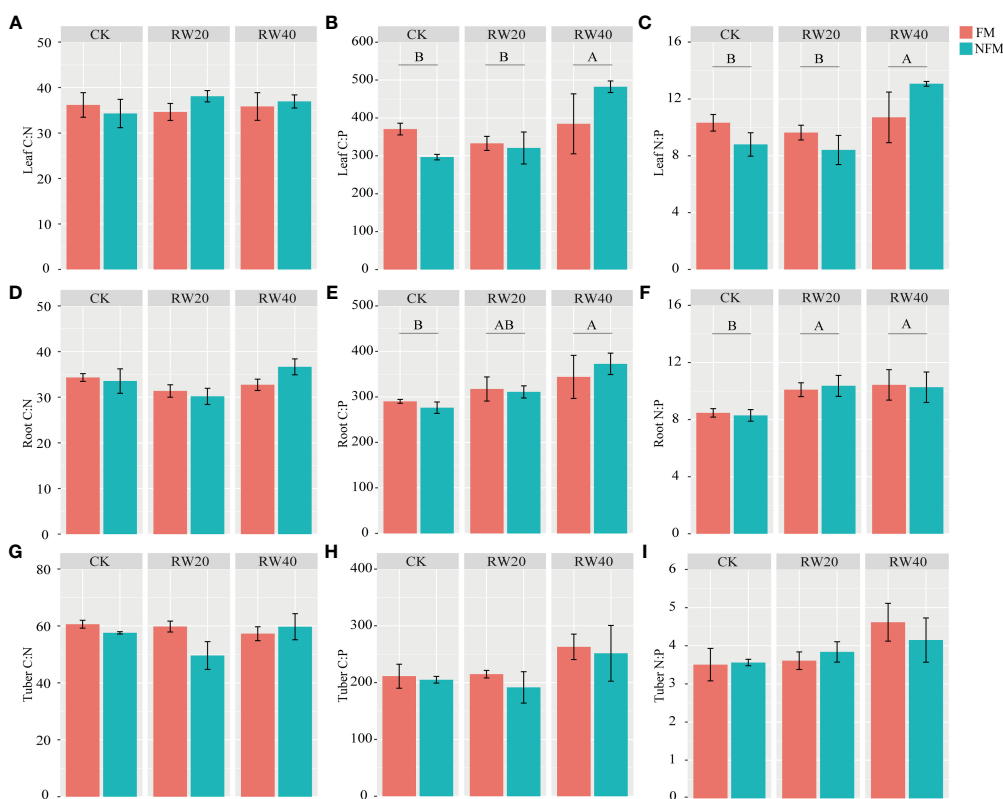 A
CK RW20 RW40
50
40
30
20
10
0
Leaf C:N
B
CK RW20 RW40
B B A
600
500
400
300
200
100
0
Leaf C:P
C
CK RW20 RW40
B B A
16
12
8
4
0
Leaf N:P
FM
NFM
D
CK RW20 RW40
50
40
30
20
30
0
Root C:N
E
CK RW20 RW40
B AB A
500
400
300
200
100
0
Root C:P
F
CK RW20 RW40
B A A
16
12
8
4
0
Root N:P
G
CK RW20 RW40
80
60
40
20
0
Tuber C:N
H
CK RW20 RW40
400
300
200
100
0
Tuber C:P
I
CK RW20 RW40
6
5
4
3
2
1
0
Tuber N:P